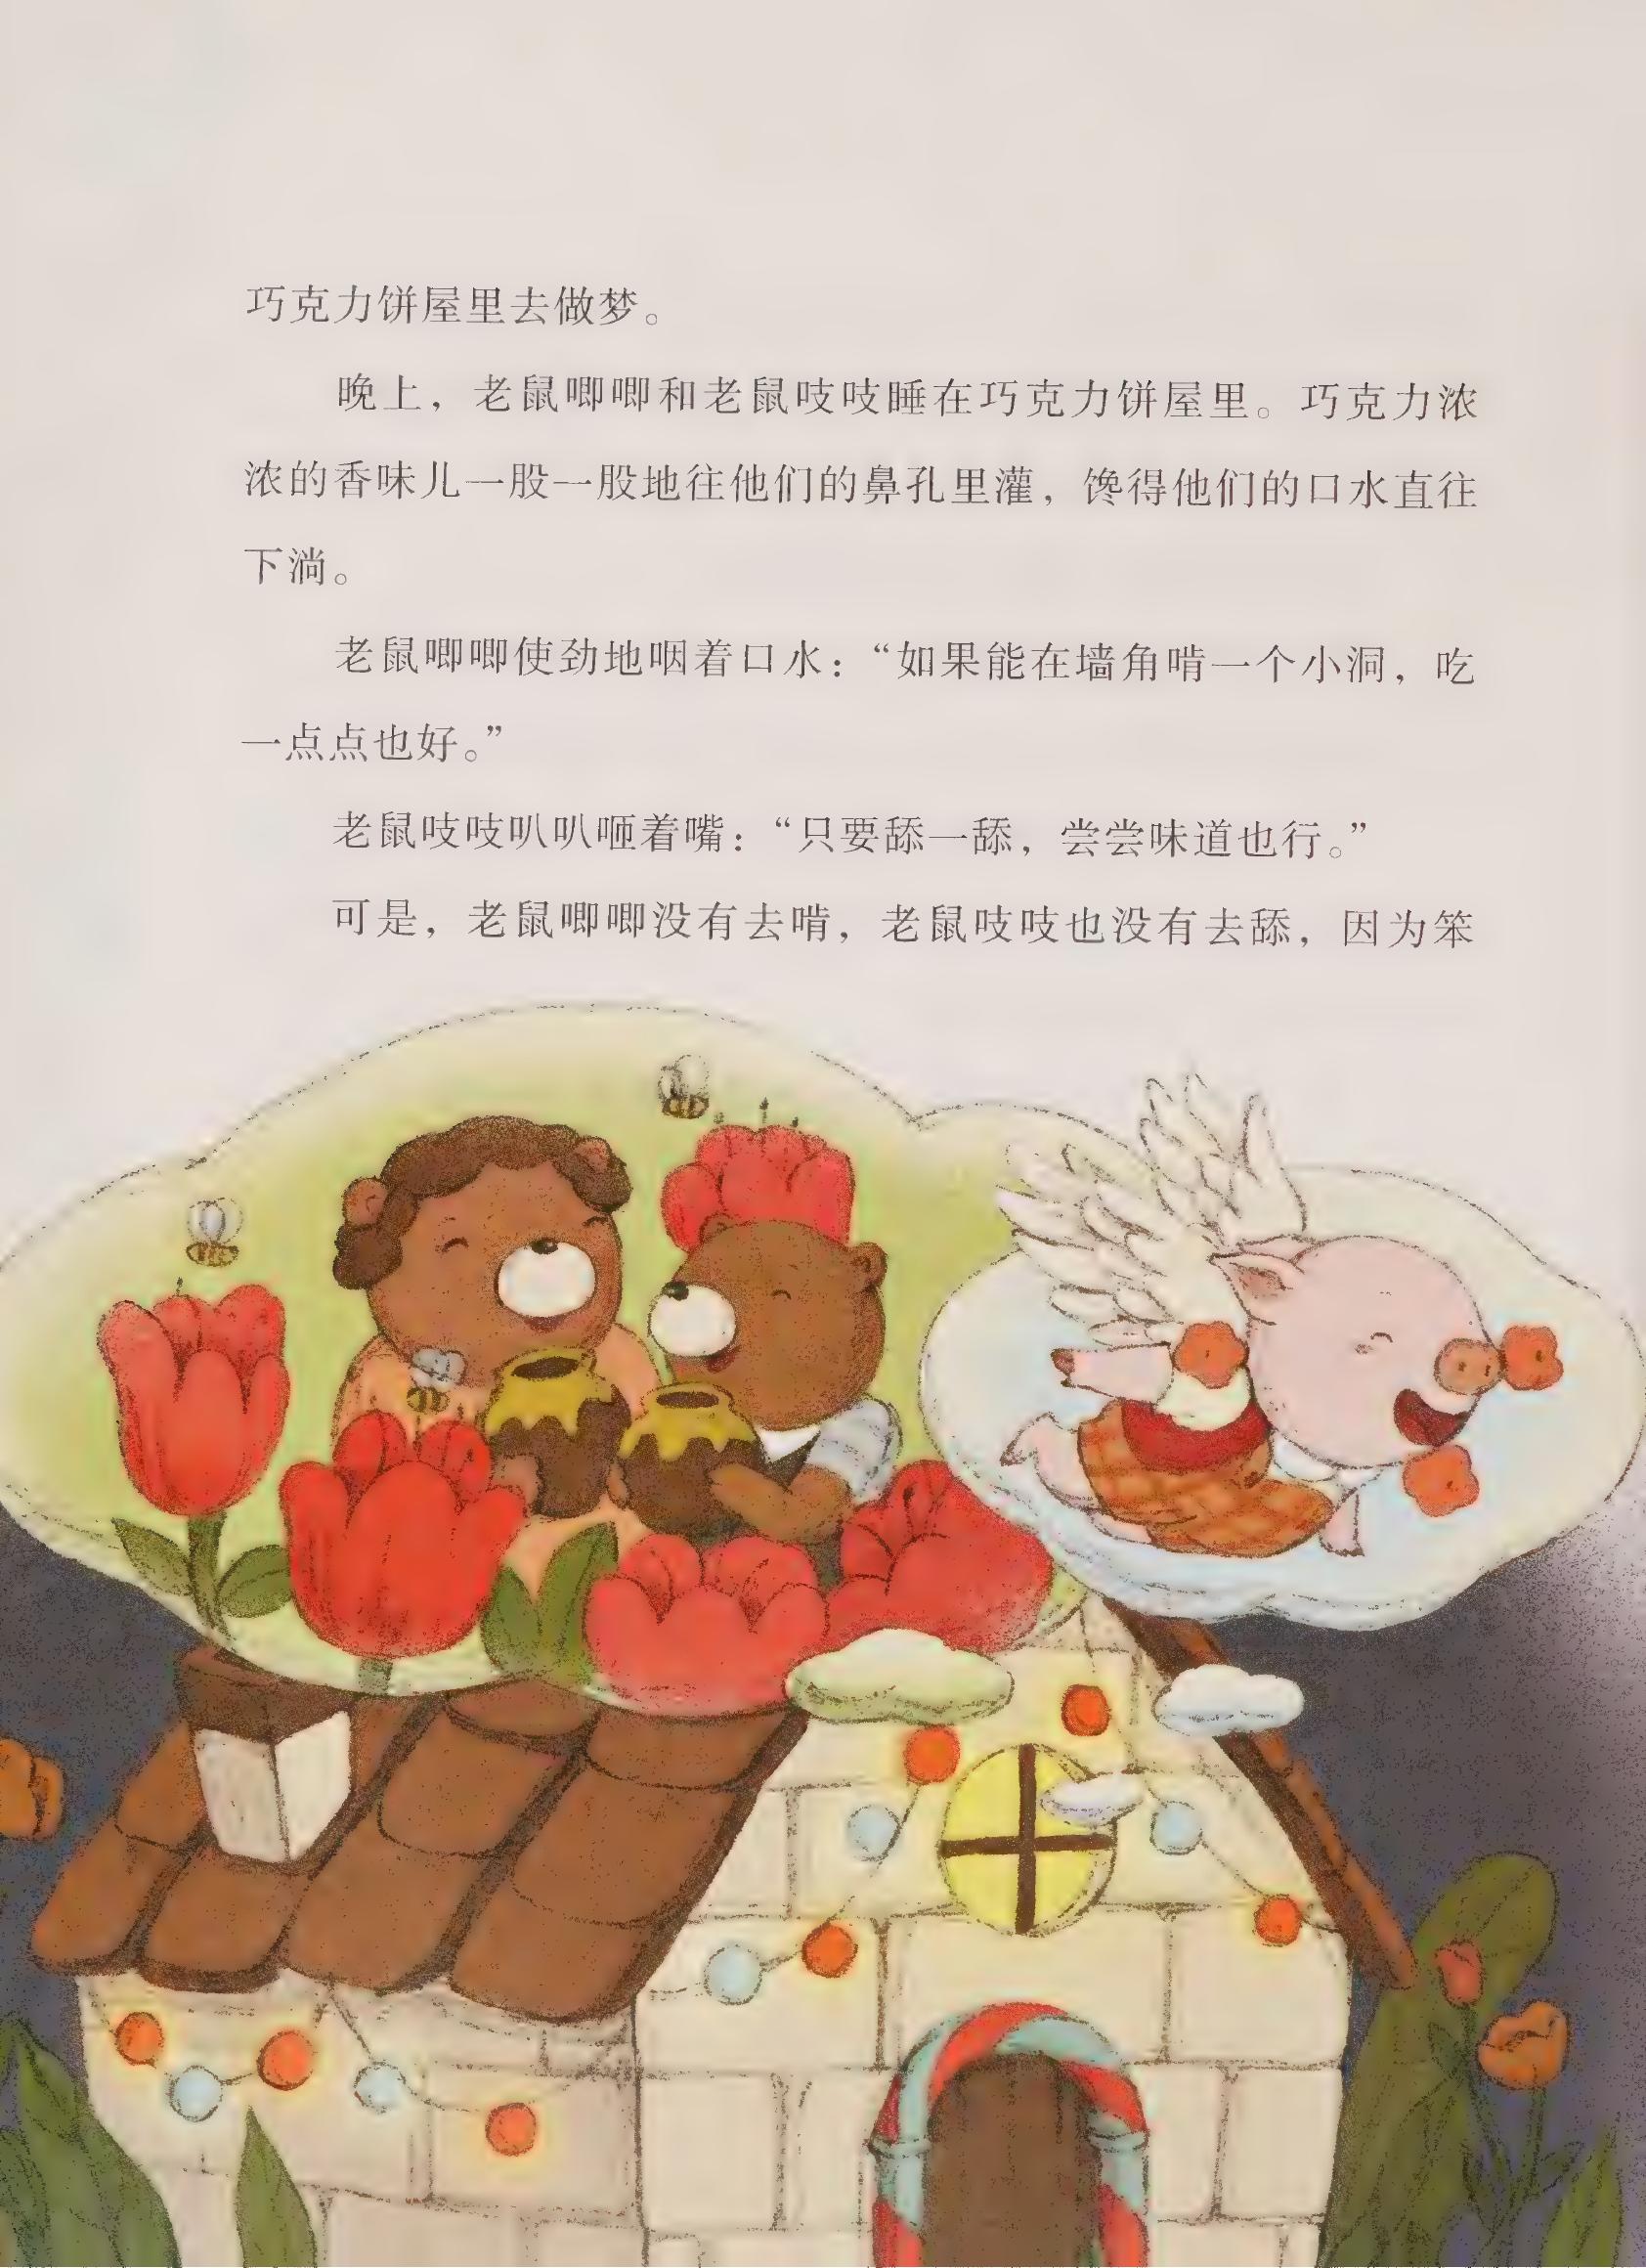 巧克力饼屋里去做梦。
晚上，老鼠唧唧和老鼠吱吱睡在巧克力饼屋里。巧克力浓
浓的香味儿一股一股地往他们的鼻孔里灌，馋得他们的口水直往
下淌。
老鼠唧唧使劲地咽着口水：“如果能在墙角啃一个小洞，吃
一点点也好。”
老鼠吱吱叭叭咂着嘴：“只要舔一舔，尝尝味道也行。”
可是，老鼠唧唧没有去啃，老鼠吱吱也没有去舔，因为笨